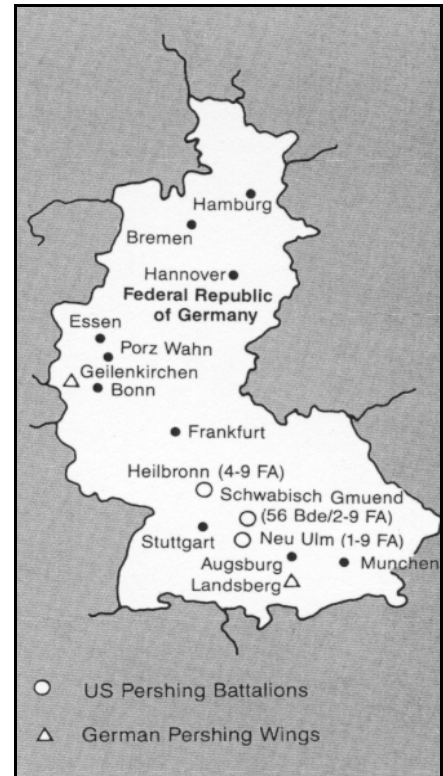 Hamburg
Bremen
Hannover
Federal Republic
of Germany
Essen
Porz Wahn
Geilenkirchen
Bonn
Frankfurt
Heilbronn (4-9 FA)
Schwabisch Gmuend
(56 Bde/2-9 FA)
Stuttgart
Neu Ulm (1-9 FA)
Augsburg
Munchen
Landsberg
US Pershing Battalions
German Pershing Wings